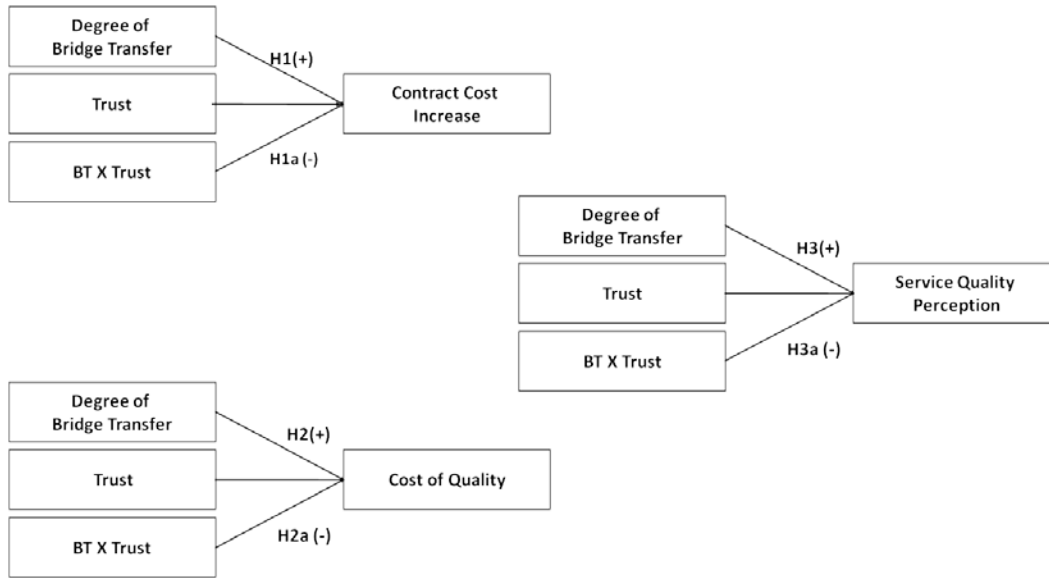 Degree of
Bridge Transfer
H1(+)
Trust
Contract Cost
Increase
BT X Trust
H1a (-)
Degree of
Bridge Transfer
H3(+)
Trust
Service Quality
Perception
BT X Trust
H3a (-)
Degree of
Bridge Transfer
H2(+)
Trust
Cost of Quality
BT X Trust
H2a (-)